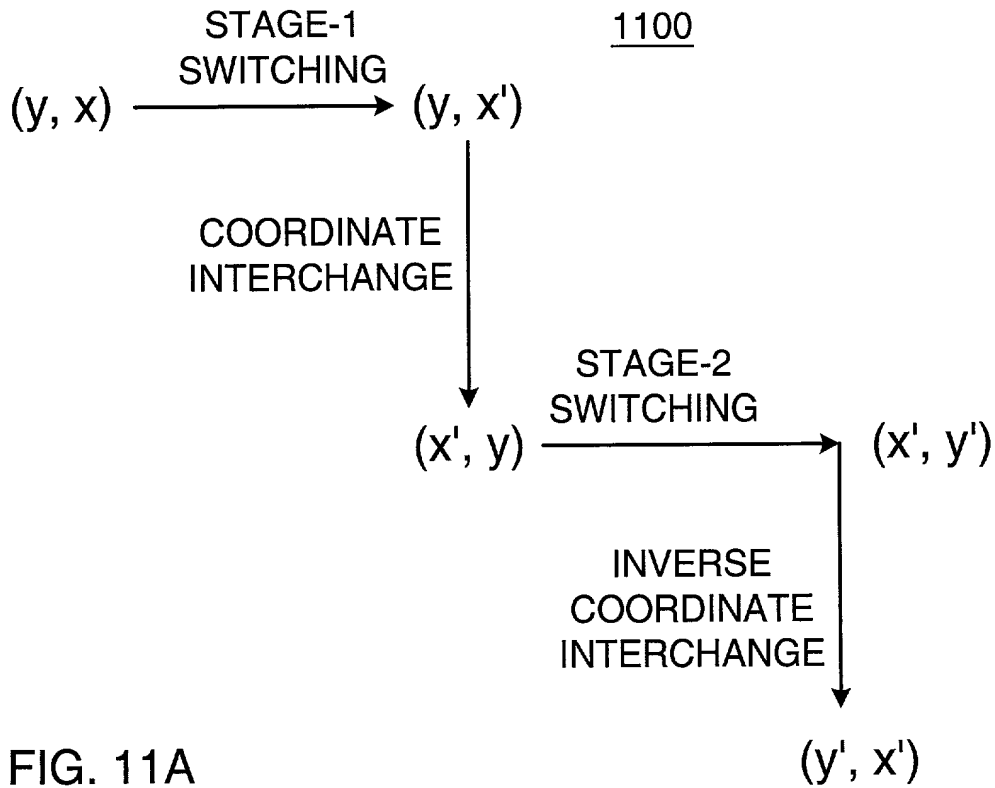 STAGE-1
SWITCHING
1100
(y, x)
(y, x')
COORDINATE
INTERCHANGE
STAGE-2
SWITCHING
(x', y)
(x', y')
INVERSE
COORDINATE
INTERCHANGE
(y', x')
FIG. 11A